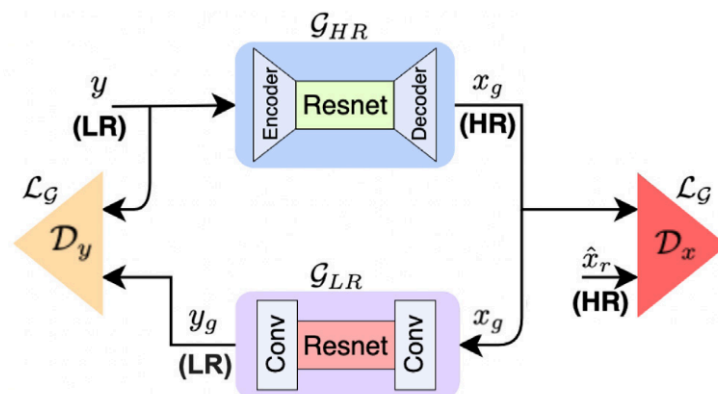 𝒢_HR
y
(LR)
Encoder
Resnet
Decoder
x_g
(HR)
ℒ_𝒢
𝒟_y
ℒ_𝒢
𝒟_x
x̂_r
(HR)
𝒢_LR
y_g
(LR)
Conv
Resnet
Conv
x_g